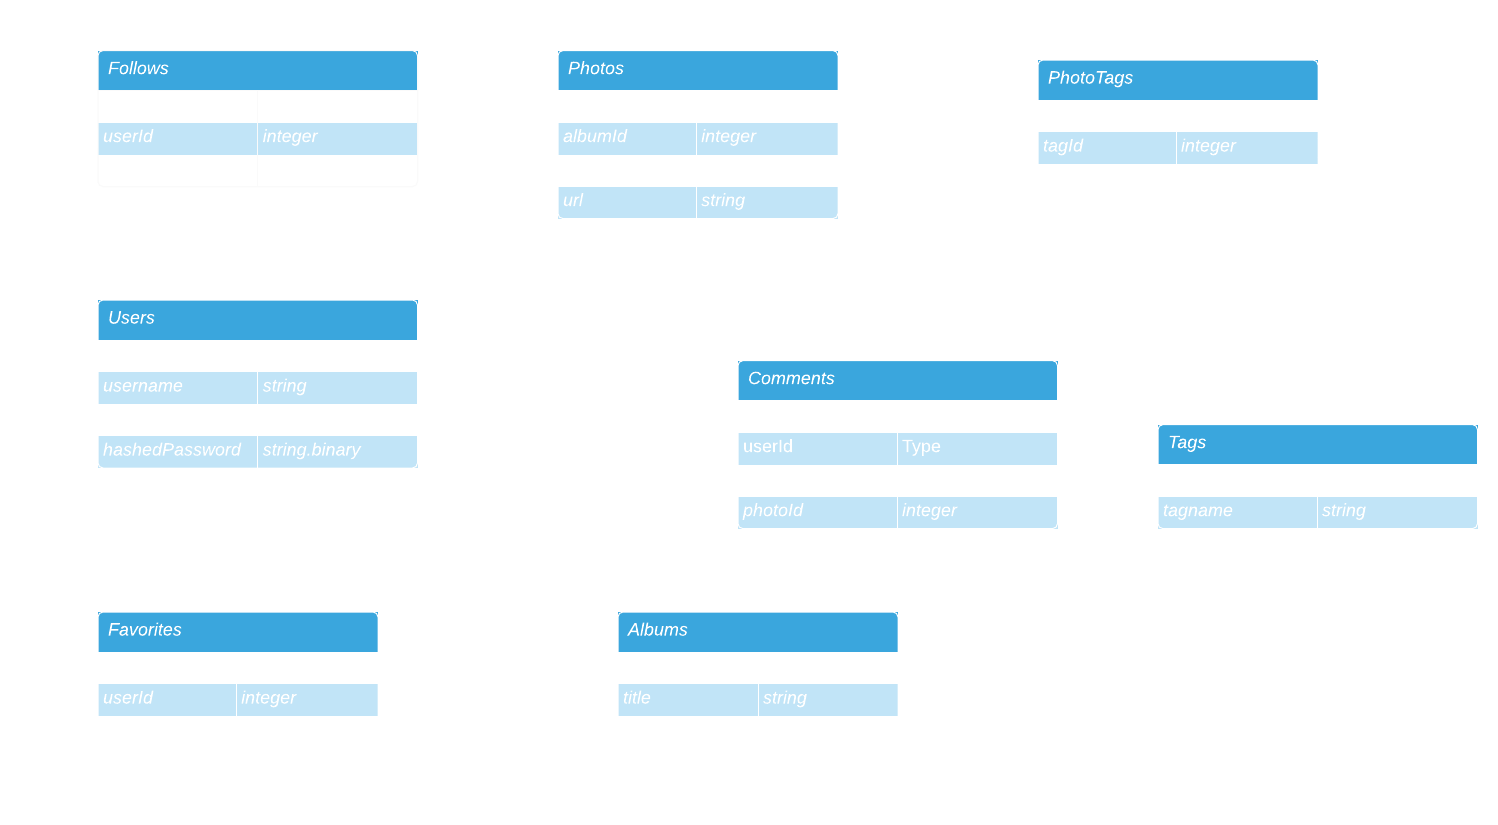 Follows
userId integer
Photos
albumId integer
url string
PhotoTags
tagId integer
Users
username string
hashedPassword string.binary
Comments
userId Type
photoId integer
Tags
tagname string
Favorites
userId integer
Albums
title string